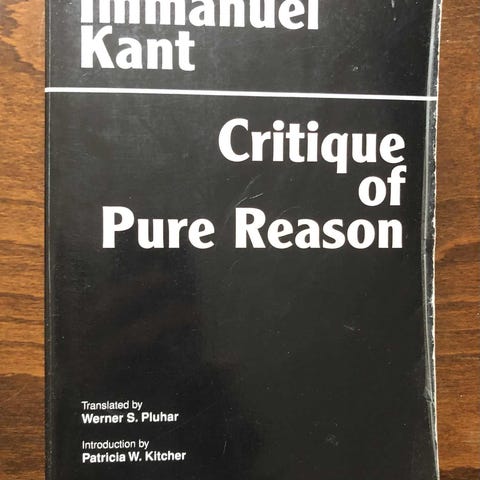 Immanuel
Kant
Critique
of
Pure Reason
Translated by
Werner S. Pluhar
Introduction by
Patricia W. Kitcher